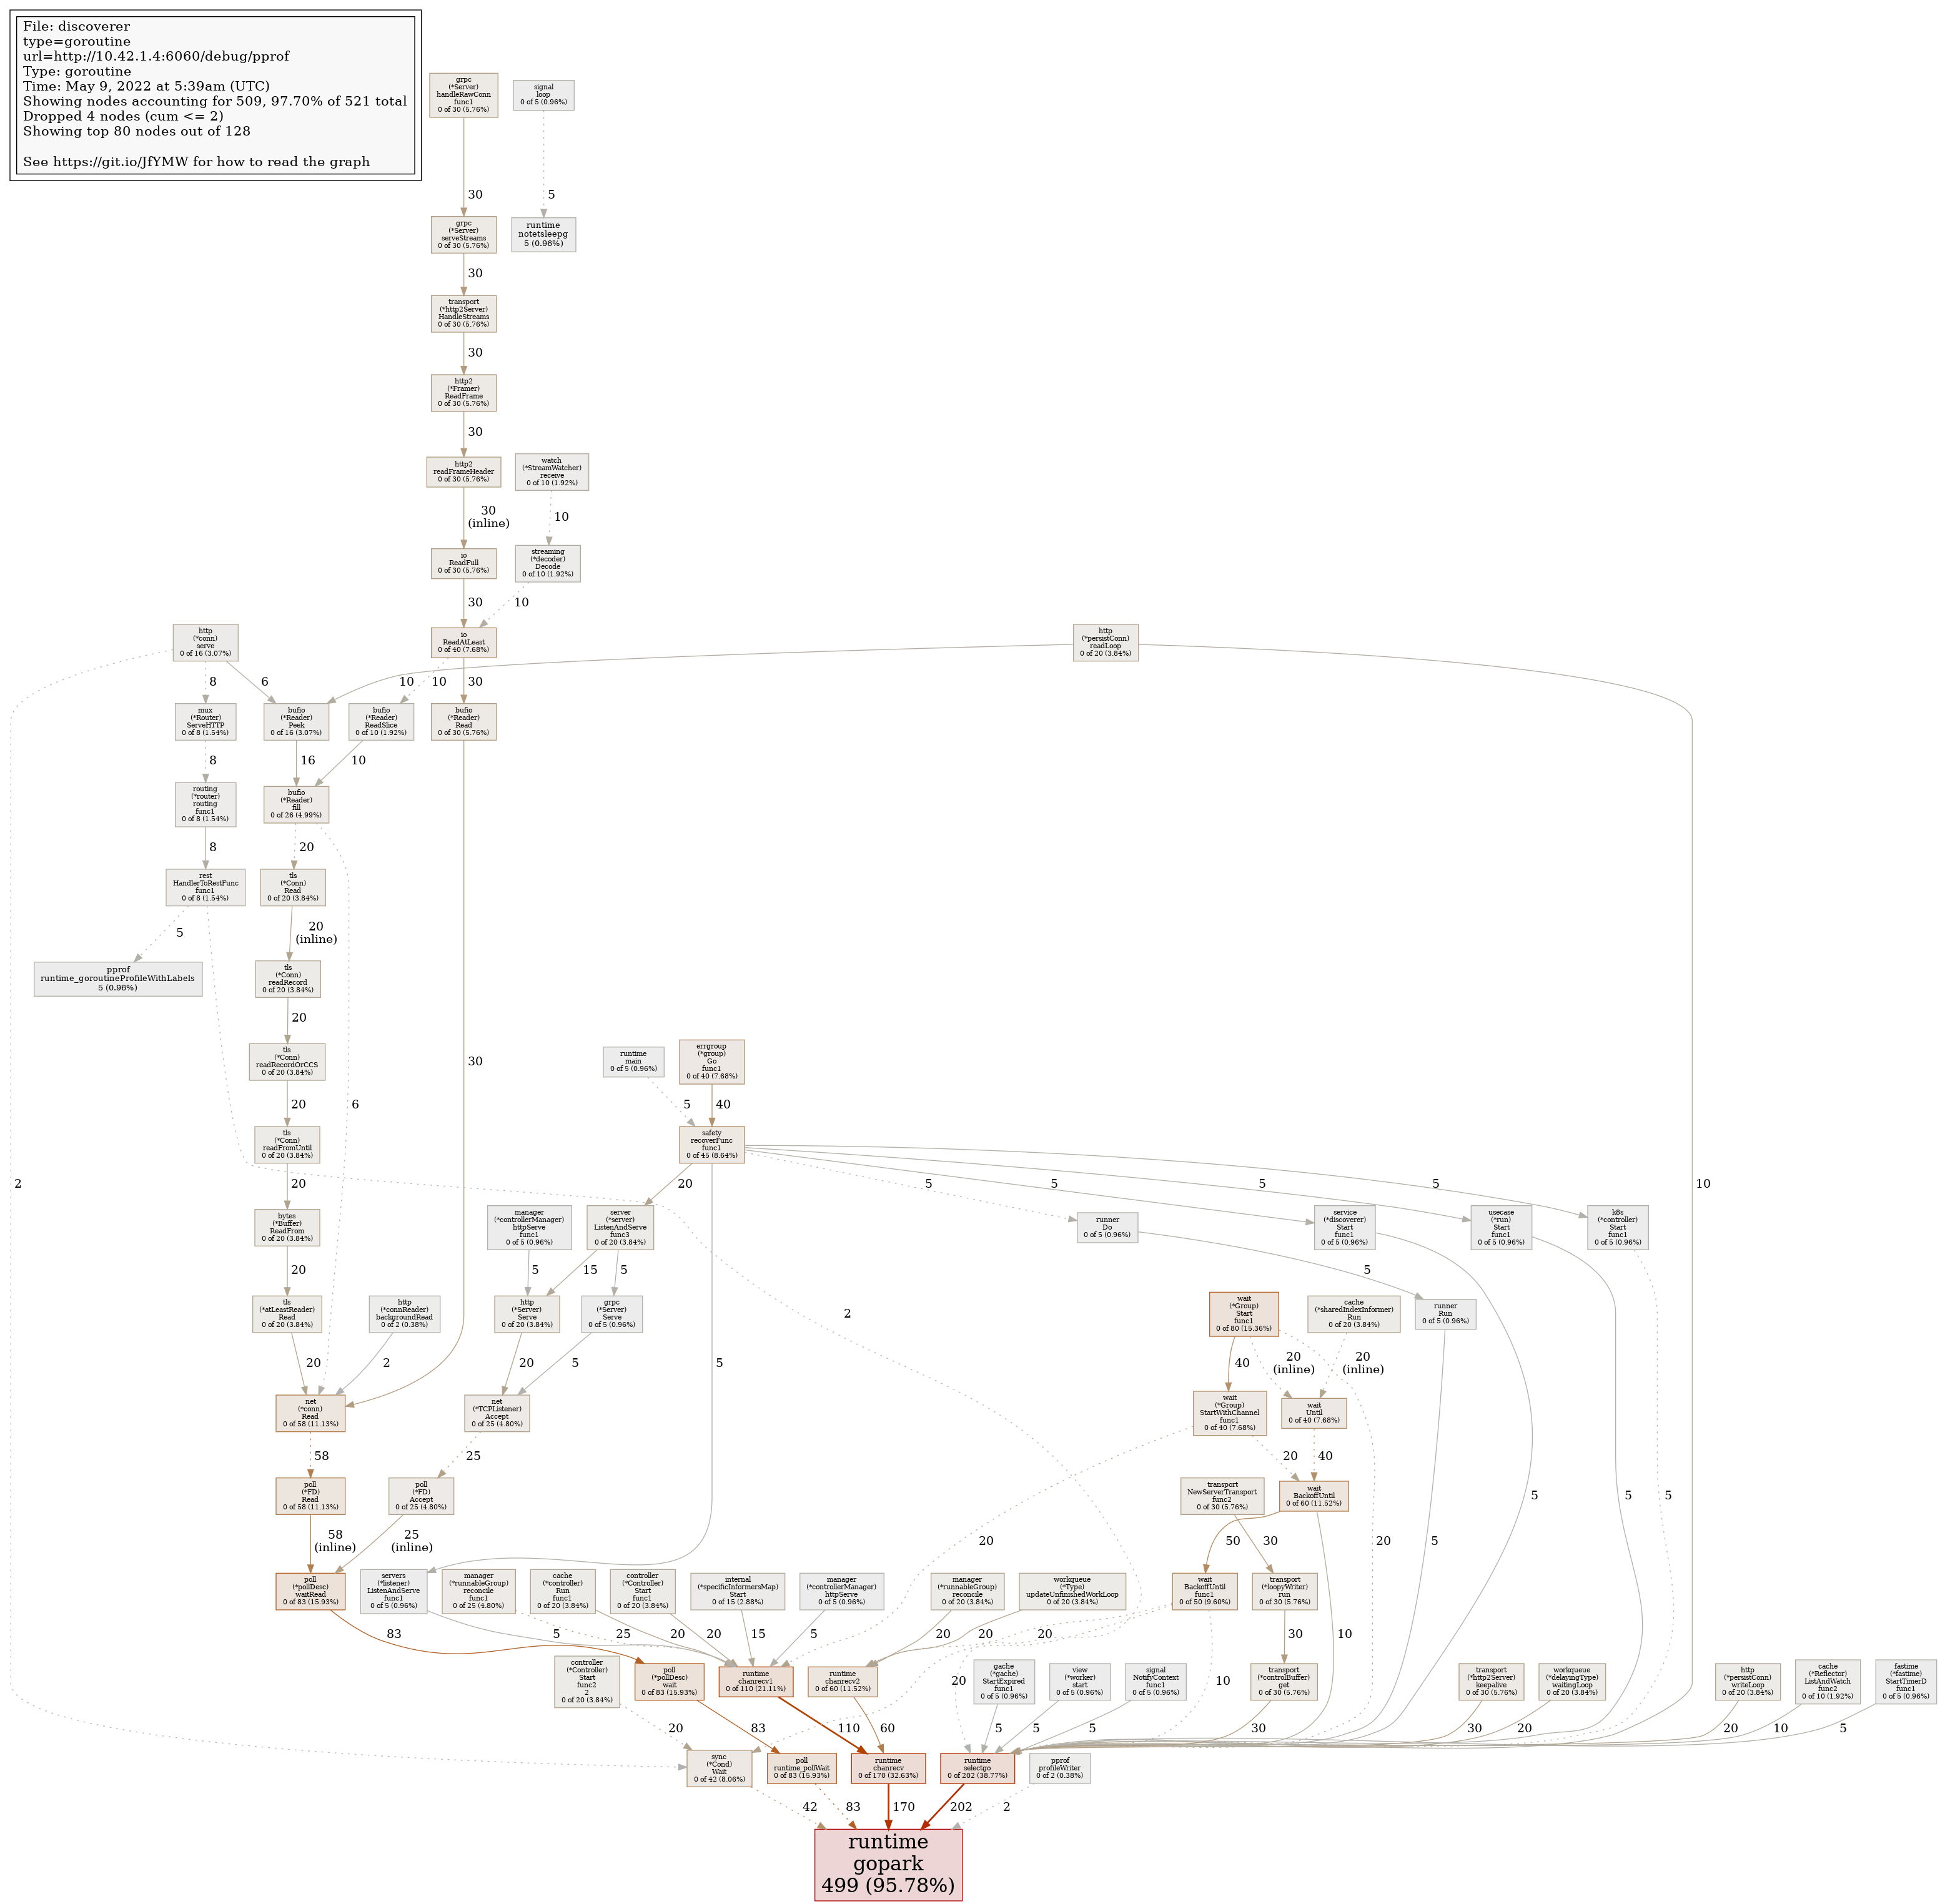 File: discoverer
type=goroutine
url=http://10.42.1.4:6060/debug/pprof
Type: goroutine
Time: May 9, 2022 at 5:39am (UTC)
Showing nodes accounting for 509, 97.70% of 521 total
Dropped 4 nodes (cum <= 2)
Showing top 80 nodes out of 128
See https://git.io/JfYMW for how to read the graph
grpc
(*Server)
handleRawConn
func1
0 of 30 (5.76%)
signal
loop
0 of 5 (0.96%)
30
5
grpc
(*Server)
serveStreams
0 of 30 (5.76%)
runtime
notetsleepg
5 (0.96%)
30
transport
(*http2Server)
HandleStreams
0 of 30 (5.76%)
30
http2
(*Framer)
ReadFrame
0 of 30 (5.76%)
30
http2
readFrameHeader
0 of 30 (5.76%)
watch
(*StreamWatcher)
receive
0 of 10 (1.92%)
30
(inline)
10
io
ReadFull
0 of 30 (5.76%)
streaming
(*decoder)
Decode
0 of 10 (1.92%)
30
10
http
(*conn)
serve
0 of 16 (3.07%)
io
ReadAtLeast
0 of 40 (7.68%)
http
(*persistConn)
readLoop
0 of 20 (3.84%)
8
6
10
10
30
mux
(*Router)
ServeHTTP
0 of 8 (1.54%)
bufio
(*Reader)
Peek
0 of 16 (3.07%)
bufio
(*Reader)
ReadSlice
0 of 10 (1.92%)
bufio
(*Reader)
Read
0 of 30 (5.76%)
8
16
10
routing
(*router)
routing
func1
0 of 8 (1.54%)
bufio
(*Reader)
fill
0 of 26 (4.99%)
8
20
rest
HandlerToRestFunc
func1
0 of 8 (1.54%)
tls
(*Conn)
Read
0 of 20 (3.84%)
5
20
(inline)
pprof
runtime_goroutineProfileWithLabels
5 (0.96%)
tls
(*Conn)
readRecord
0 of 20 (3.84%)
20
30
tls
(*Conn)
readRecordOrCCS
0 of 20 (3.84%)
runtime
main
0 of 5 (0.96%)
errgroup
(*group)
Go
func1
0 of 40 (7.68%)
20
6
5
40
tls
(*Conn)
readFromUntil
0 of 20 (3.84%)
safety
recoverFunc
func1
0 of 45 (8.64%)
2
20
20
5
5
5
5
10
bytes
(*Buffer)
ReadFrom
0 of 20 (3.84%)
manager
(*controllerManager)
httpServe
func1
0 of 5 (0.96%)
server
(*server)
ListenAndServe
func3
0 of 20 (3.84%)
runner
Do
0 of 5 (0.96%)
service
(*discoverer)
Start
func1
0 of 5 (0.96%)
usecase
(*run)
Start
func1
0 of 5 (0.96%)
k8s
(*controller)
Start
func1
0 of 5 (0.96%)
20
5
15
5
5
tls
(*atLeastReader)
Read
0 of 20 (3.84%)
http
(*connReader)
backgroundRead
0 of 2 (0.38%)
http
(*Server)
Serve
0 of 20 (3.84%)
grpc
(*Server)
Serve
0 of 5 (0.96%)
2
wait
(*Group)
Start
func1
0 of 80 (15.36%)
cache
(*sharedIndexInformer)
Run
0 of 20 (3.84%)
runner
Run
0 of 5 (0.96%)
20
2
20
5
5
40
20
(inline)
20
(inline)
net
(*conn)
Read
0 of 58 (11.13%)
net
(*TCPListener)
Accept
0 of 25 (4.80%)
wait
(*Group)
StartWithChannel
func1
0 of 40 (7.68%)
wait
Until
0 of 40 (7.68%)
58
25
20
40
poll
(*FD)
Read
0 of 58 (11.13%)
poll
(*FD)
Accept
0 of 25 (4.80%)
transport
NewServerTransport
func2
0 of 30 (5.76%)
wait
BackoffUntil
0 of 60 (11.52%)
5
5
5
58
(inline)
25
(inline)
20
50
30
20
5
poll
(*pollDesc)
waitRead
0 of 83 (15.93%)
servers
(*listener)
ListenAndServe
func1
0 of 5 (0.96%)
manager
(*runnableGroup)
reconcile
func1
0 of 25 (4.80%)
cache
(*controller)
Run
func1
0 of 20 (3.84%)
controller
(*Controller)
Start
func1
0 of 20 (3.84%)
internal
(*specificInformersMap)
Start
0 of 15 (2.88%)
manager
(*controllerManager)
httpServe
0 of 5 (0.96%)
manager
(*runnableGroup)
reconcile
0 of 20 (3.84%)
workqueue
(*Type)
updateUnfinishedWorkLoop
0 of 20 (3.84%)
wait
BackoffUntil
func1
0 of 50 (9.60%)
transport
(*loopyWriter)
run
0 of 30 (5.76%)
83
5
25
20
20
15
5
20
20
20
30
10
controller
(*Controller)
Start
func2
2
0 of 20 (3.84%)
poll
(*pollDesc)
wait
0 of 83 (15.93%)
runtime
chanrecv1
0 of 110 (21.11%)
runtime
chanrecv2
0 of 60 (11.52%)
20
gache
(*gache)
StartExpired
func1
0 of 5 (0.96%)
view
(*worker)
start
0 of 5 (0.96%)
signal
NotifyContext
func1
0 of 5 (0.96%)
10
transport
(*controlBuffer)
get
0 of 30 (5.76%)
transport
(*http2Server)
keepalive
0 of 30 (5.76%)
workqueue
(*delayingType)
waitingLoop
0 of 20 (3.84%)
http
(*persistConn)
writeLoop
0 of 20 (3.84%)
cache
(*Reflector)
ListAndWatch
func2
0 of 10 (1.92%)
fastime
(*fastime)
StartTimerD
func1
0 of 5 (0.96%)
20
83
110
60
5
5
5
30
30
20
20
10
5
sync
(*Cond)
Wait
0 of 42 (8.06%)
poll
runtime_pollWait
0 of 83 (15.93%)
runtime
chanrecv
0 of 170 (32.63%)
runtime
selectgo
0 of 202 (38.77%)
pprof
profileWriter
0 of 2 (0.38%)
42
83
170
202
2
runtime
gopark
499 (95.78%)